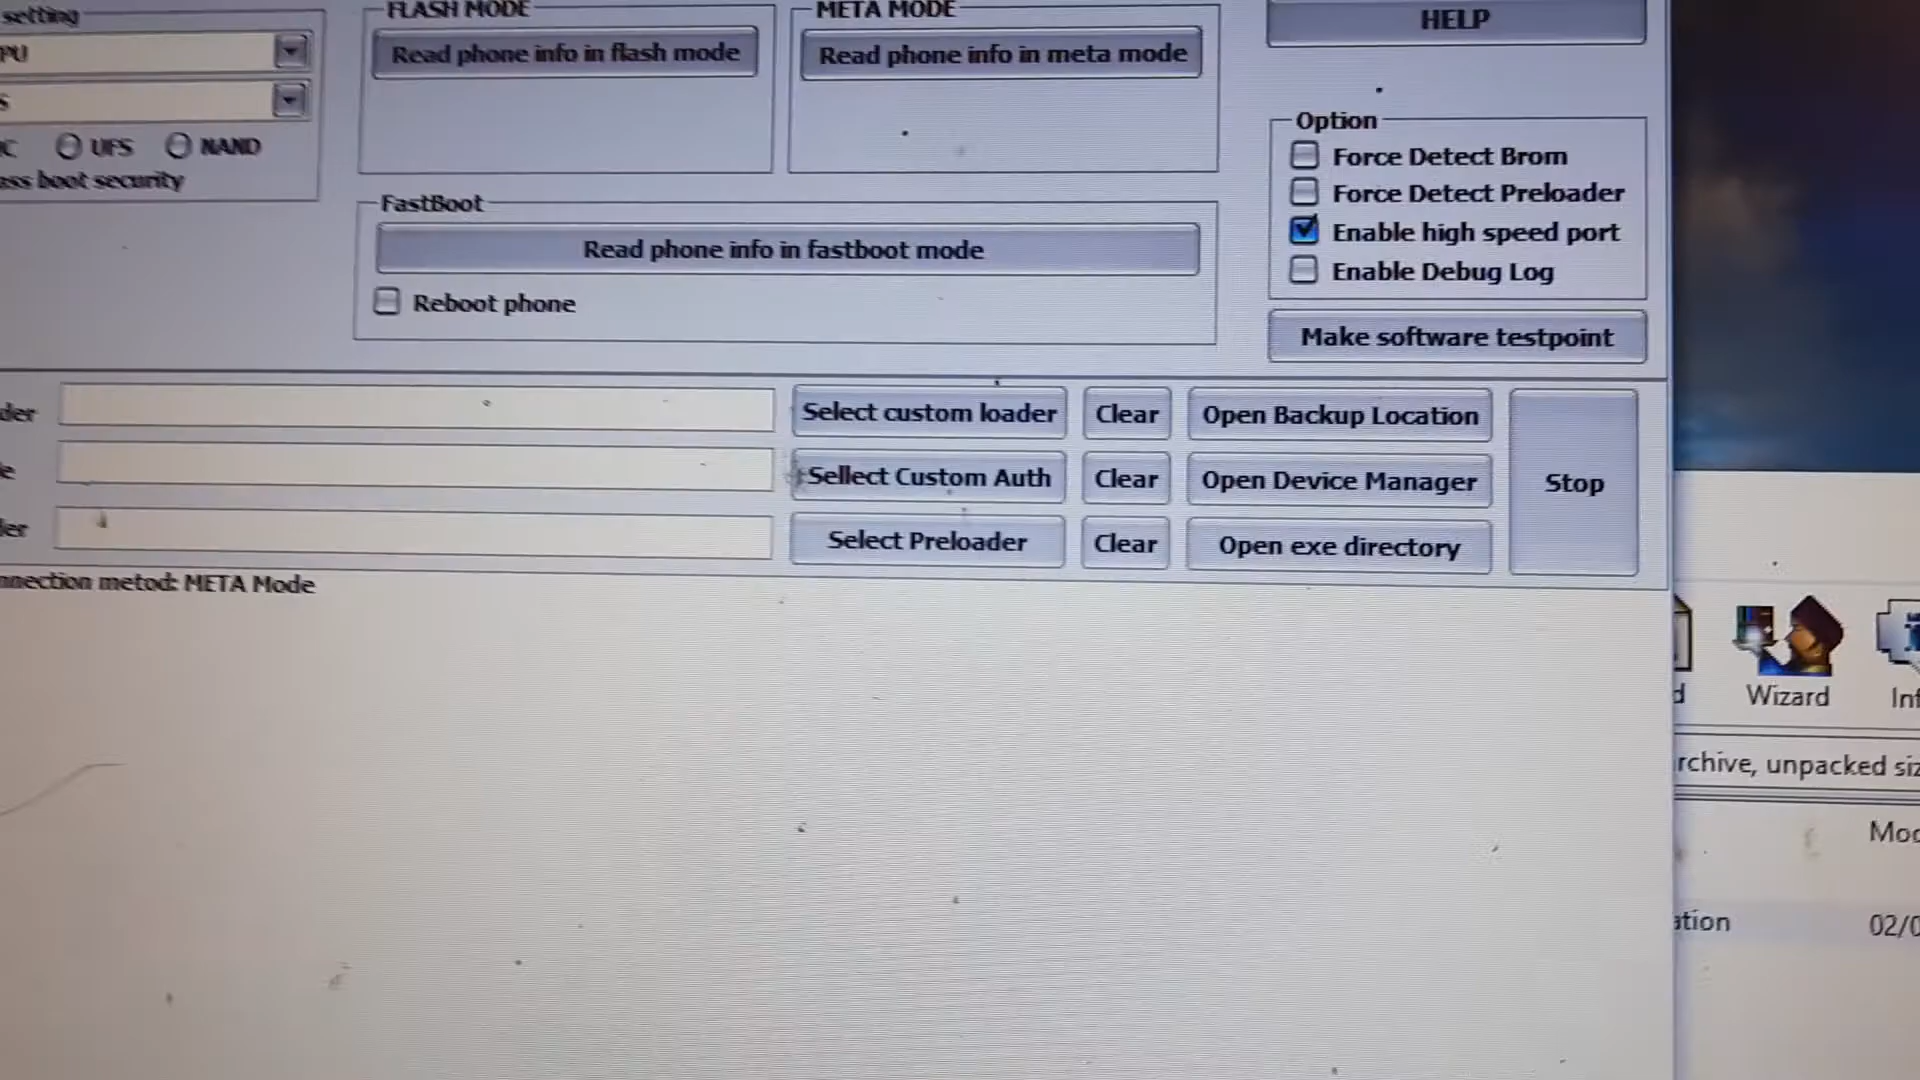 setting
FLASH MODE
META MODE
HELP
PU
Read phone info in flash mode
Read phone info in meta mode
S
UFS
NAND
Option
Force Detect Brom
Force Detect Preloader
Enable high speed port
Enable Debug Log
ass boot security
FastBoot
Read phone info in fastboot mode
Reboot phone
Make software testpoint
der
Select custom loader
Clear
Open Backup Location
Stop
e
Sellect Custom Auth
Clear
Open Device Manager
er
Select Preloader
Clear
Open exe directory
nnection metod: META Mode
d
Wizard
Inf
rchive, unpacked siz
Mod
ation
02/0